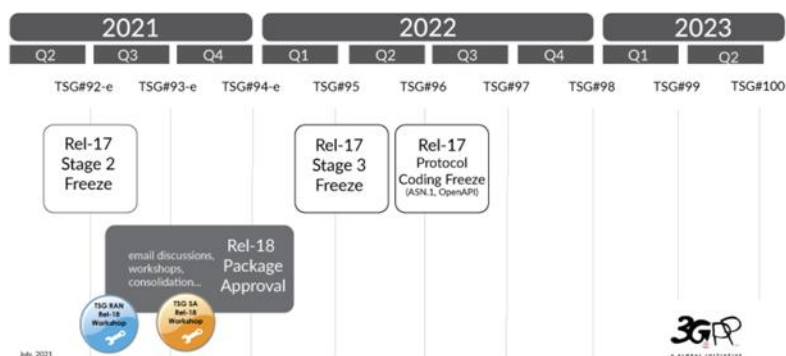 2021
2022
2023
Q2
Q3
Q4
Q1
Q2
Q3
Q4
Q1
Q2
TSG#92-e
TSG#93-e
TSG#94-e
TSG#95
TSG#96
TSG#97
TSG#98
TSG#99
TSG#100
Rel-17
Stage 2
Freeze
Rel-17
Stage 3
Freeze
Rel-17
Protocol
Coding Freeze
(ASN.1, OpenAPI)
email discussions,
workshops,
consolidation...
Rel-18
Package
Approval
TSG RAN
Rel-18
Workshop
TSG SA
Rel-18
Workshop
July, 2021
3GPP
A GLOBAL INITIATIVE